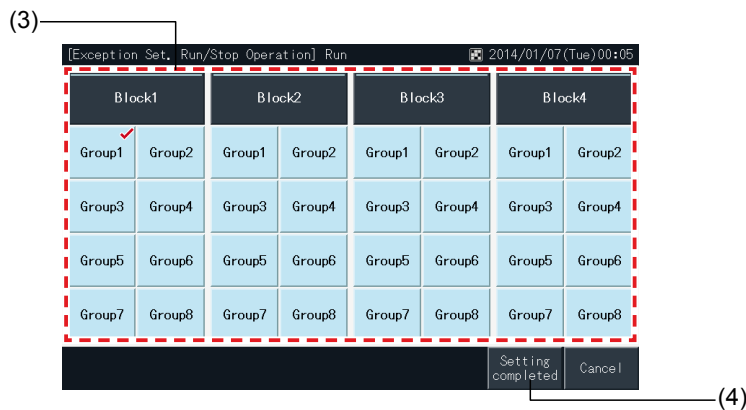 (3)
[Exception Set. Run/Stop Operation] Run 2014/01/07(Tue)00:05
Block1 Block2 Block3 Block4
Group1 Group2 Group1 Group2 Group1 Group2 Group1 Group2
Group3 Group4 Group3 Group4 Group3 Group4 Group3 Group4
Group5 Group6 Group5 Group6 Group5 Group6 Group5 Group6
Group7 Group8 Group7 Group8 Group7 Group8 Group7 Group8
Setting
completed Cancel
(4)